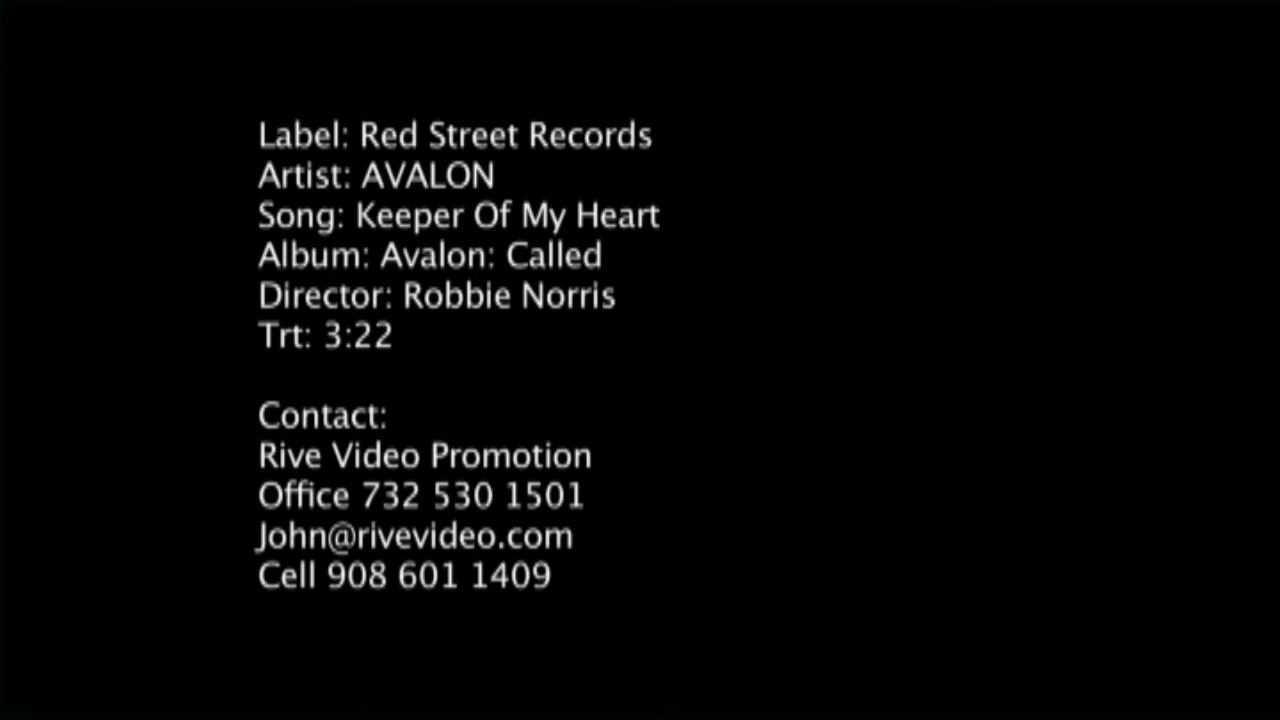 Label: Red Street Records
Artist: AVALON
Song: Keeper Of My Heart
Album: Avalon: Called
Director: Robbie Norris
Trt: 3:22
Contact:
Rive Video Promotion
Office 732 530 1501
John@rivevideo.com
Cell 908 601 1409